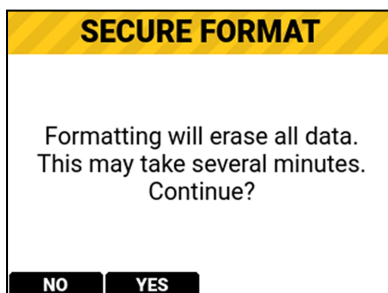 SECURE FORMAT
Formatting will erase all data.
This may take several minutes.
Continue?
NO YES